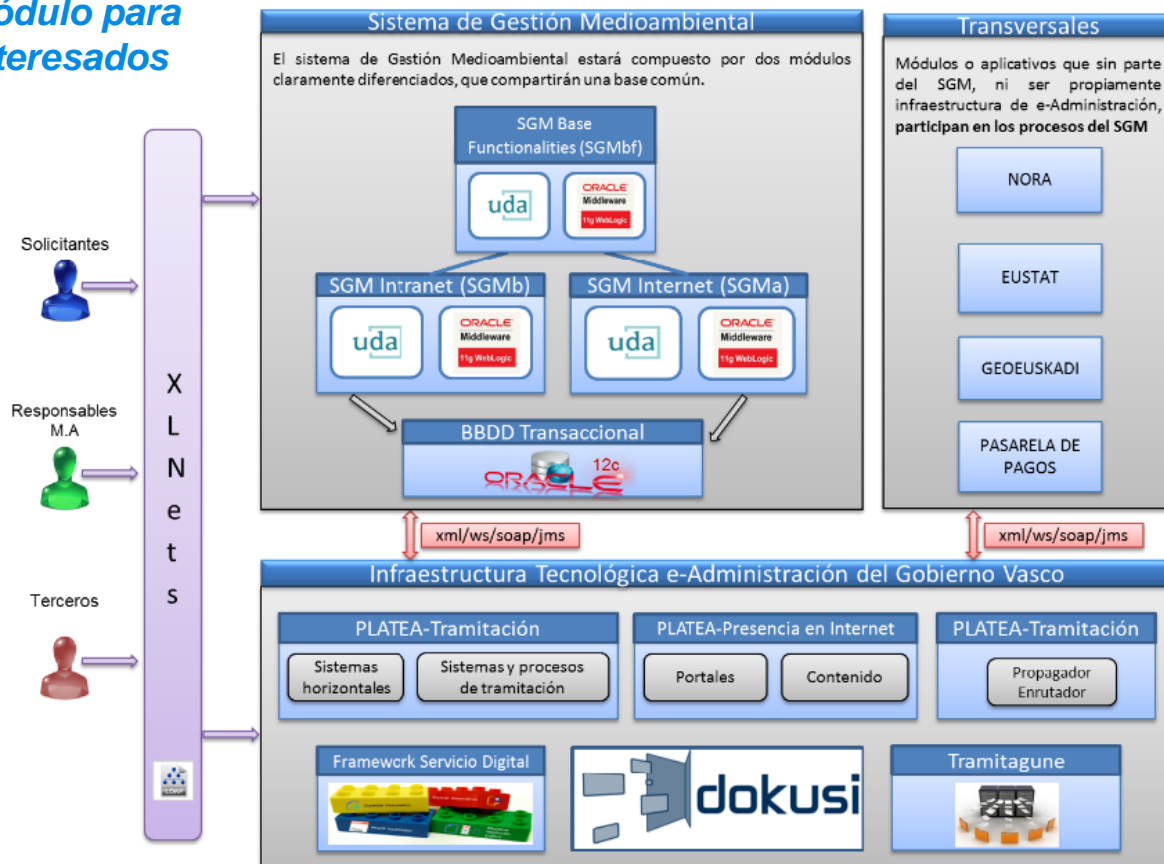 ódulo para
teresados
Sistema de Gestión Medioambiental
El sistema de Gestión Medioambiental estará compuesto por dos módulos
claramente diferenciados, que compartirán una base común.
SGM Base
Functionalities (SGMbf)
uda
ORACLE
Middleware
11g WebLogic
SGM Intranet (SGMb)
uda
ORACLE
Middleware
11g WebLogic
SGM Internet (SGMa)
uda
ORACLE
Middleware
11g WebLogic
BBDD Transaccional
ORACLE 12c
Transversales
Módulos o aplicativos que sin parte
del SGM, ni ser propiamente
infraestructura de e-Administración,
participan en los procesos del SGM
NORA
EUSTAT
GEOEUSKADI
PASARELA DE
PAGOS
Solicitantes
Responsables
M.A
Terceros
X
L
N
e
t
s
LDAP
xml/ws/soap/jms
xml/ws/soap/jms
Infraestructura Tecnológica e-Administración del Gobierno Vasco
PLATEA-Tramitación
Sistemas
horizontales
Sistemas y procesos
de tramitación
PLATEA-Presencia en Internet
Portales
Contenido
PLATEA-Tramitación
Propagador
Enrutador
Framework Servicio Digital
dokusi
Tramitagune